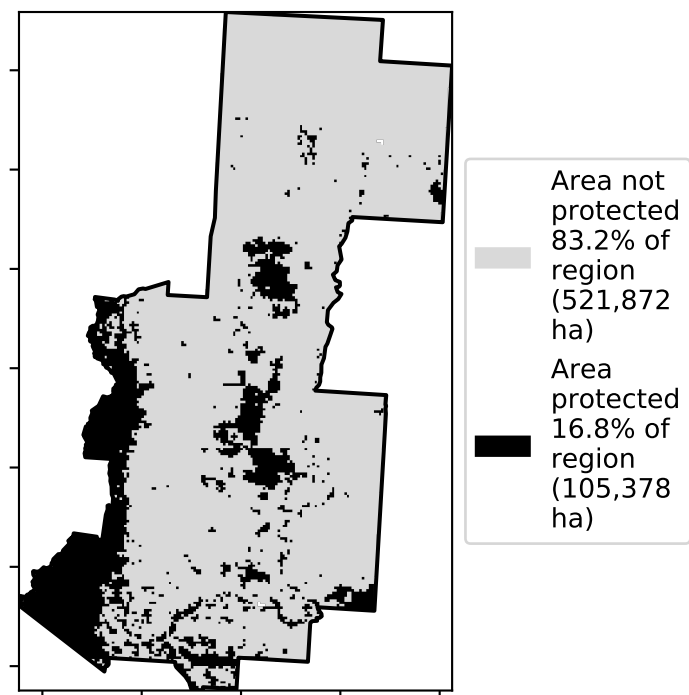 Area not
protected
83.2% of
region
(521,872
ha)
Area
protected
16.8% of
region
(105,378
ha)